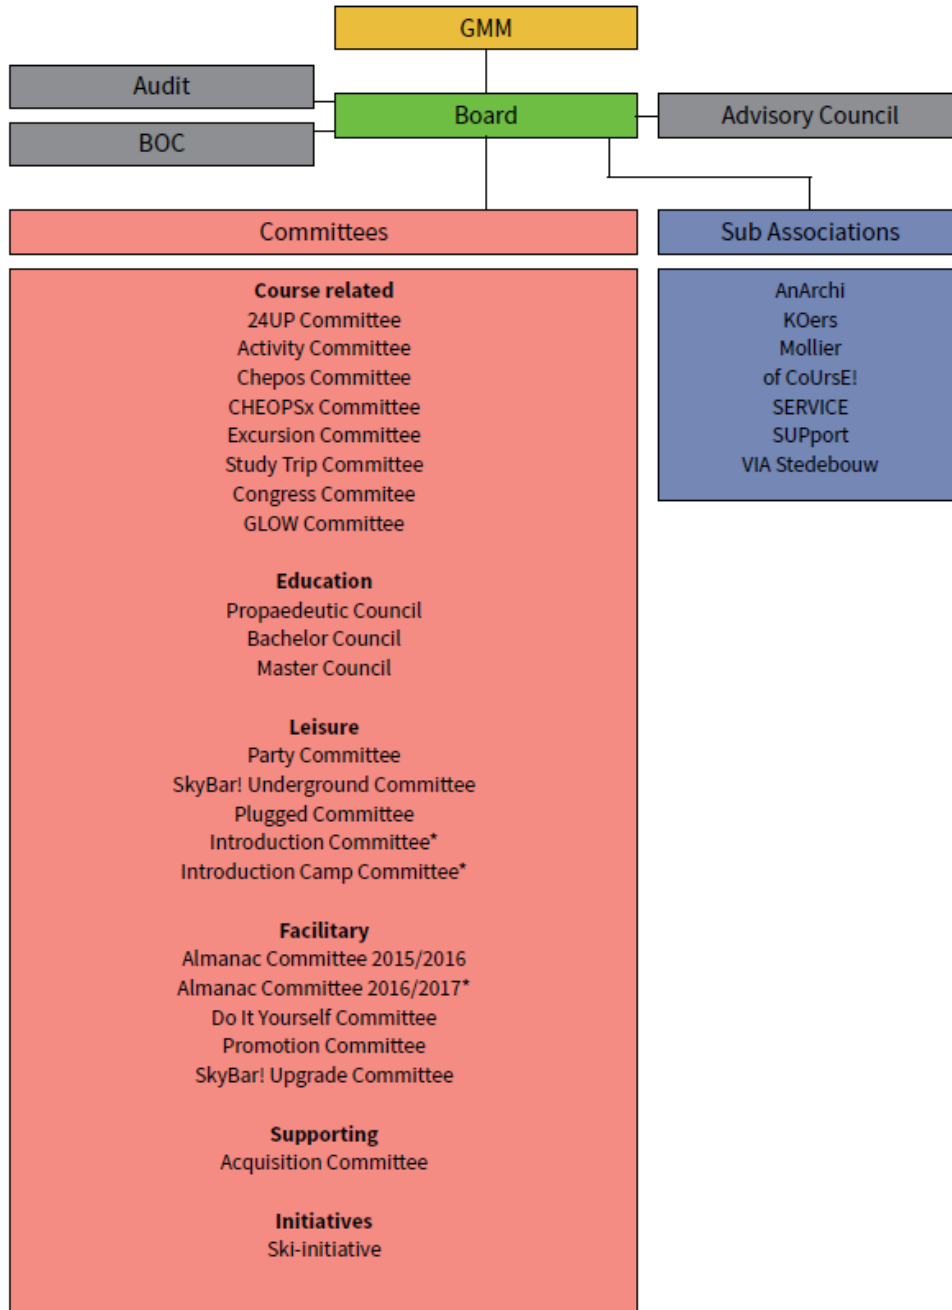 GMM
Audit
Board
Advisory Council
BOC
Committees
Sub Associations
Course related
24UP Committee
Activity Committee
Chepos Committee
CHEOPSx Committee
Excursion Committee
Study Trip Committee
Congress Commitee
GLOW Committee
Education
Propaedeutic Council
Bachelor Council
Master Council
Leisure
Party Committee
SkyBar! Underground Committee
Plugged Committee
Introduction Committee*
Introduction Camp Committee*
Facilitary
Almanac Committee 2015/2016
Almanac Committee 2016/2017*
Do It Yourself Committee
Promotion Committee
SkyBar! Upgrade Committee
Supporting
Acquisition Committee
Initiatives
Ski-initiative
AnArchi
KOers
Mollier
of CoUrsE!
SERVICE
SUPport
VIA Stedebouw